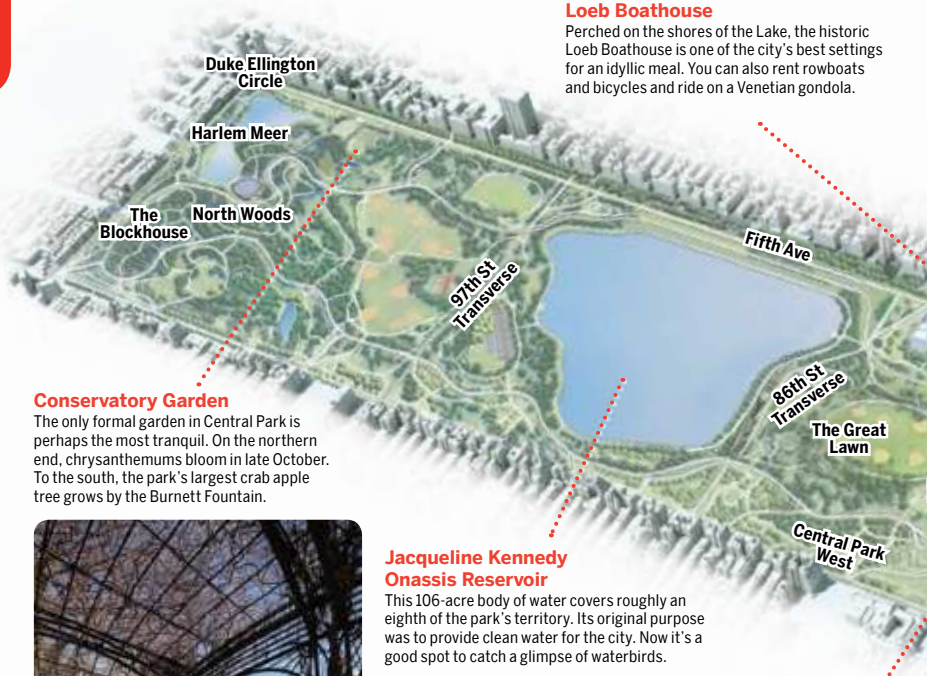 Loeb Boathouse
Perched on the shores of the Lake, the historic
Loeb Boathouse is one of the city's best settings
for an idyllic meal. You can also rent rowboats
and bicycles and ride on a Venetian gondola.
Duke Ellington
Circle
Harlem Meer
The
Blockhouse
North Woods
Fifth Ave
97th St
Transverse
86th St
Transverse
The Great
Lawn
Central Park
West
Conservatory Garden
The only formal garden in Central Park is
perhaps the most tranquil. On the northern
end, chrysanthemums bloom in late October.
To the south, the park's largest crab apple
tree grows by the Burnett Fountain.
Jacqueline Kennedy
Onassis Reservoir
This 106-acre body of water covers roughly an
eighth of the park's territory. Its original purpose
was to provide clean water for the city. Now it's a
good spot to catch a glimpse of waterbirds.